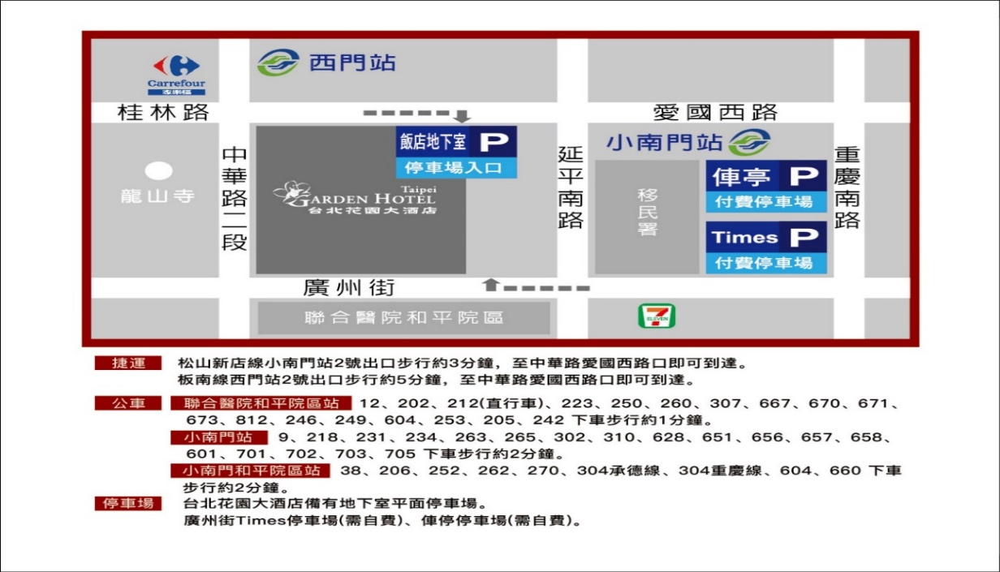 Carrefour
家樂福
西門站
桂林路
愛國西路
飯店地下室 P
停車場入口
小南門站
中華路二段
延平南路
重慶南路
龍山寺
Taipei
GARDEN HOTEL
台北花園大酒店
移民署
俥亭 P
付費停車場
Times P
付費停車場
廣州街
聯合醫院和平院區
7
ELEVEN
捷運 松山新店線小南門站2號出口步行約3分鐘，至中華路愛國西路口即可到達。
板南線西門站2號出口步行約5分鐘，至中華路愛國西路口即可到達。
公車 聯合醫院和平院區站 12、202、212(直行車)、223、250、260、307、667、670、671、
673、812、246、249、604、253、205、242 下車步行約1分鐘。
小南門站 9、218、231、234、263、265、302、310、628、651、656、657、658、
601、701、702、703、705 下車步行約2分鐘。
小南門和平院區站 38、206、252、262、270、304承德線、304重慶線、604、660 下車
步行約2分鐘。
停車場 台北花園大酒店備有地下室平面停車場。
廣州街Times停車場(需自費)、俥停停車場(需自費)。